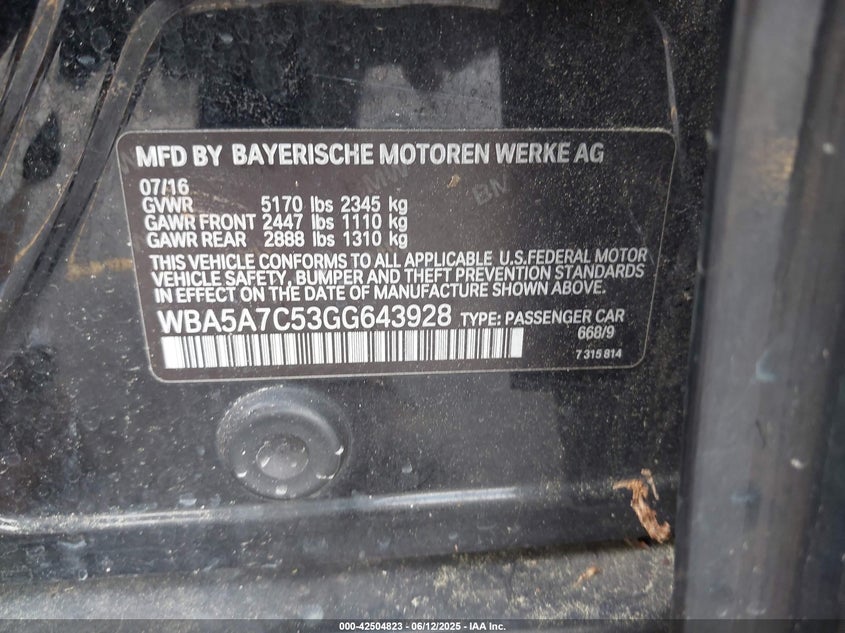 MFD BY BAYERISCHE MOTOREN WERKE AG
07/16
GVWR 5170 lbs 2345 kg
GAWR FRONT 2447 lbs 1110 kg
GAWR REAR 2888 lbs 1310 kg
THIS VEHICLE CONFORMS TO ALL APPLICABLE U.S.FEDERAL MOTOR
VEHICLE SAFETY, BUMPER AND THEFT PREVENTION STANDARDS
IN EFFECT ON THE DATE OF MANUFACTURE SHOWN ABOVE.
WBA5A7C53GG643928 TYPE: PASSENGER CAR
668/9
7 315 814
000-42504823 - 06/12/2025 - IAA Inc.